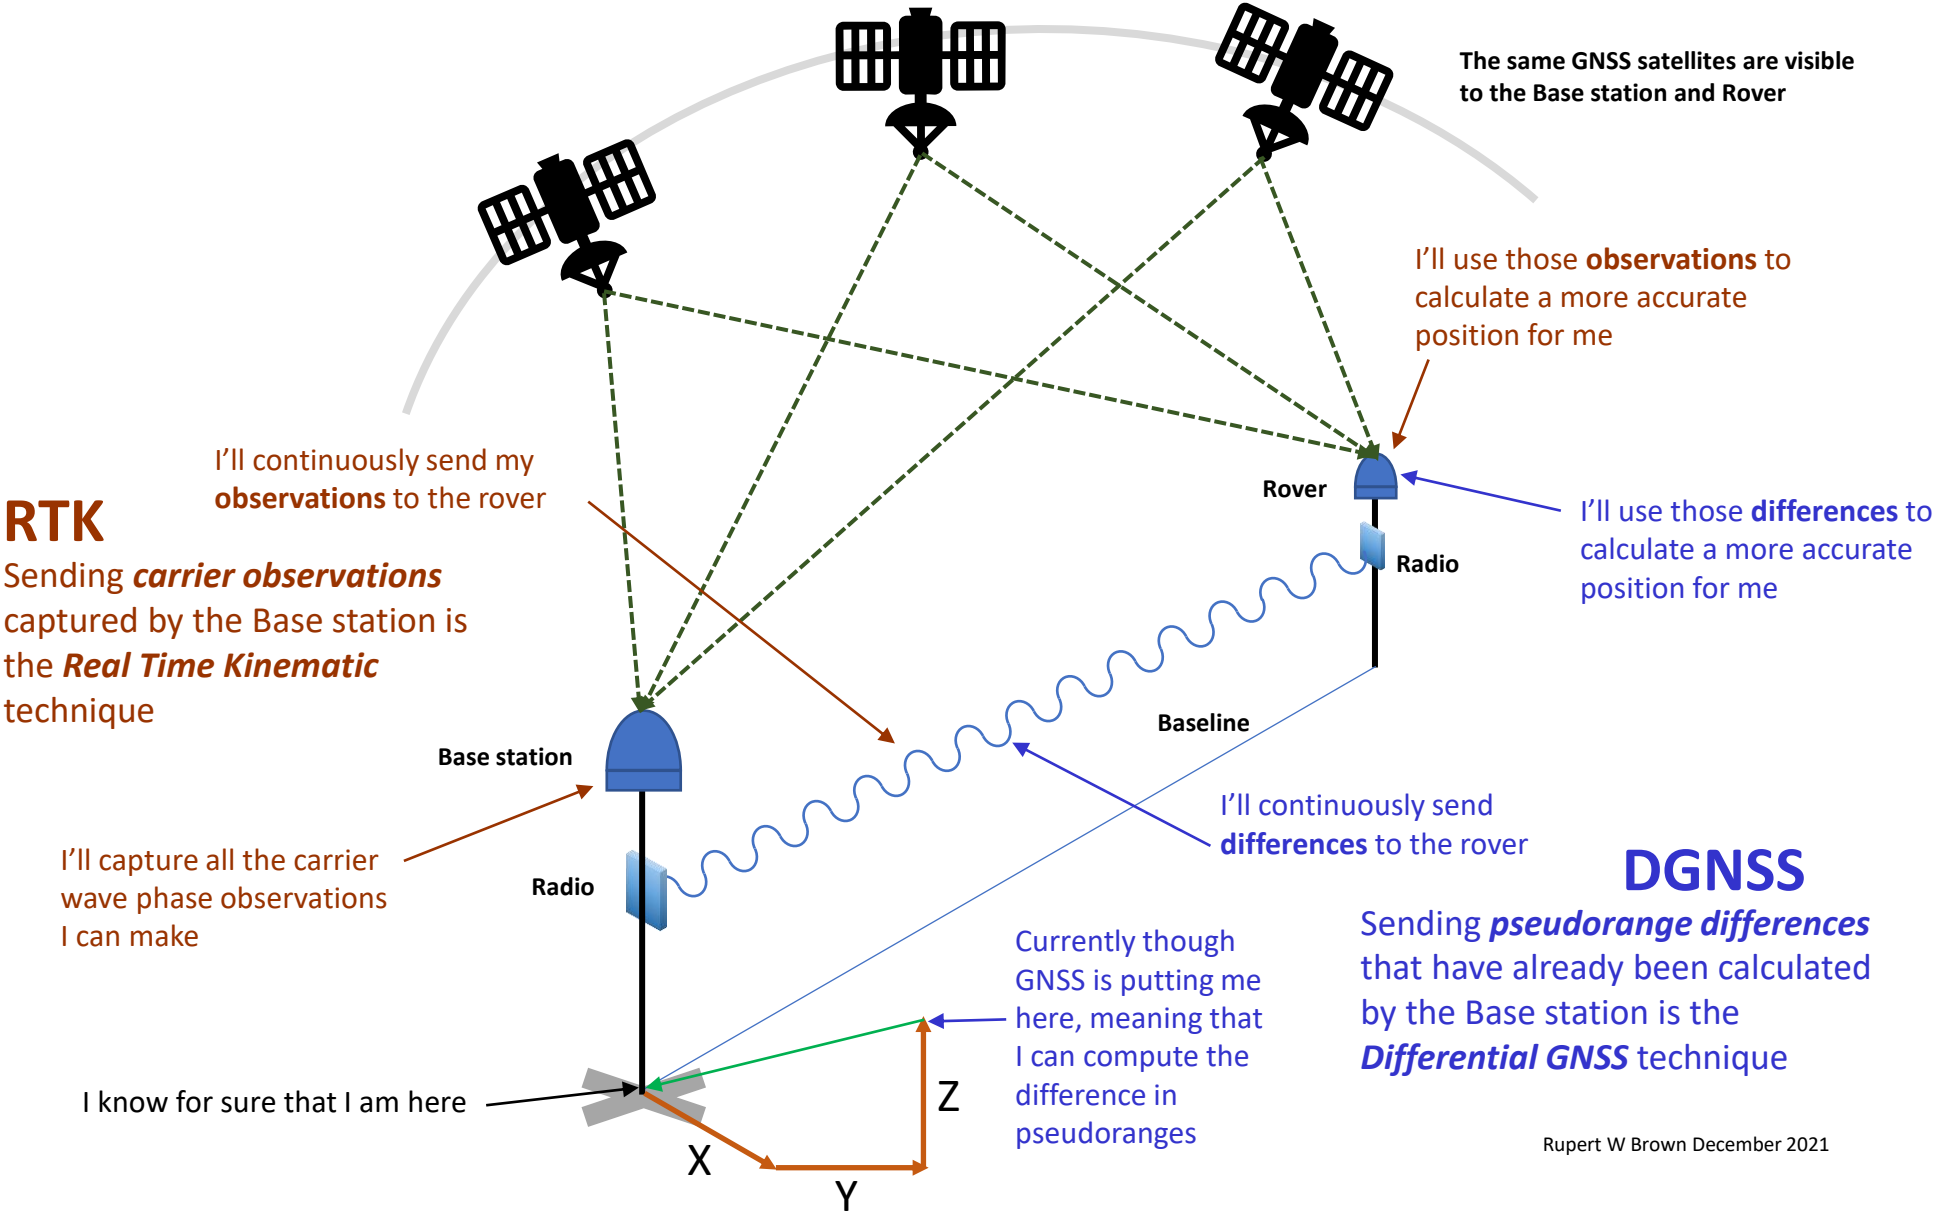 The same GNSS satellites are visible
to the Base station and Rover
I’ll use those observations to
calculate a more accurate
position for me
I’ll continuously send my
observations to the rover
RTK
Sending carrier observations
captured by the Base station is
the Real Time Kinematic
technique
Rover
Radio
I’ll use those differences to
calculate a more accurate
position for me
Base station
Baseline
I’ll capture all the carrier
wave phase observations
I can make
Radio
I’ll continuously send
differences to the rover
DGNSS
Sending pseudorange differences
that have already been calculated
by the Base station is the
Differential GNSS technique
Currently though
GNSS is putting me
here, meaning that
I can compute the
difference in
pseudoranges
I know for sure that I am here
X
Y
Z
Rupert W Brown December 2021